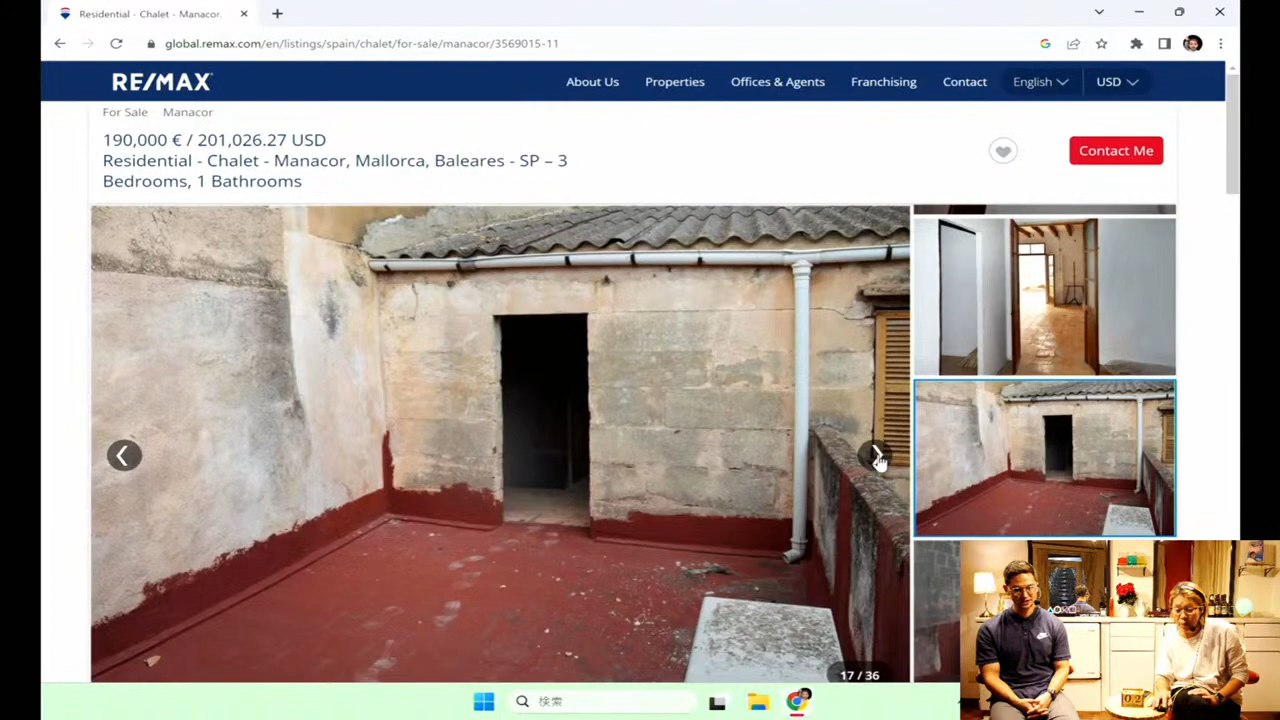 Residential - Chalet - Manacor.
global.remax.com/en/listings/spain/chalet/for-sale/manacor/3569015-11
RE/MAX
About Us
Properties
Offices & Agents
Franchising
Contact
English
USD
For Sale
Manacor
190,000 € / 201,026.27 USD
Residential - Chalet - Manacor, Mallorca, Baleares - SP – 3
Bedrooms, 1 Bathrooms
Contact Me
17 / 36
検索